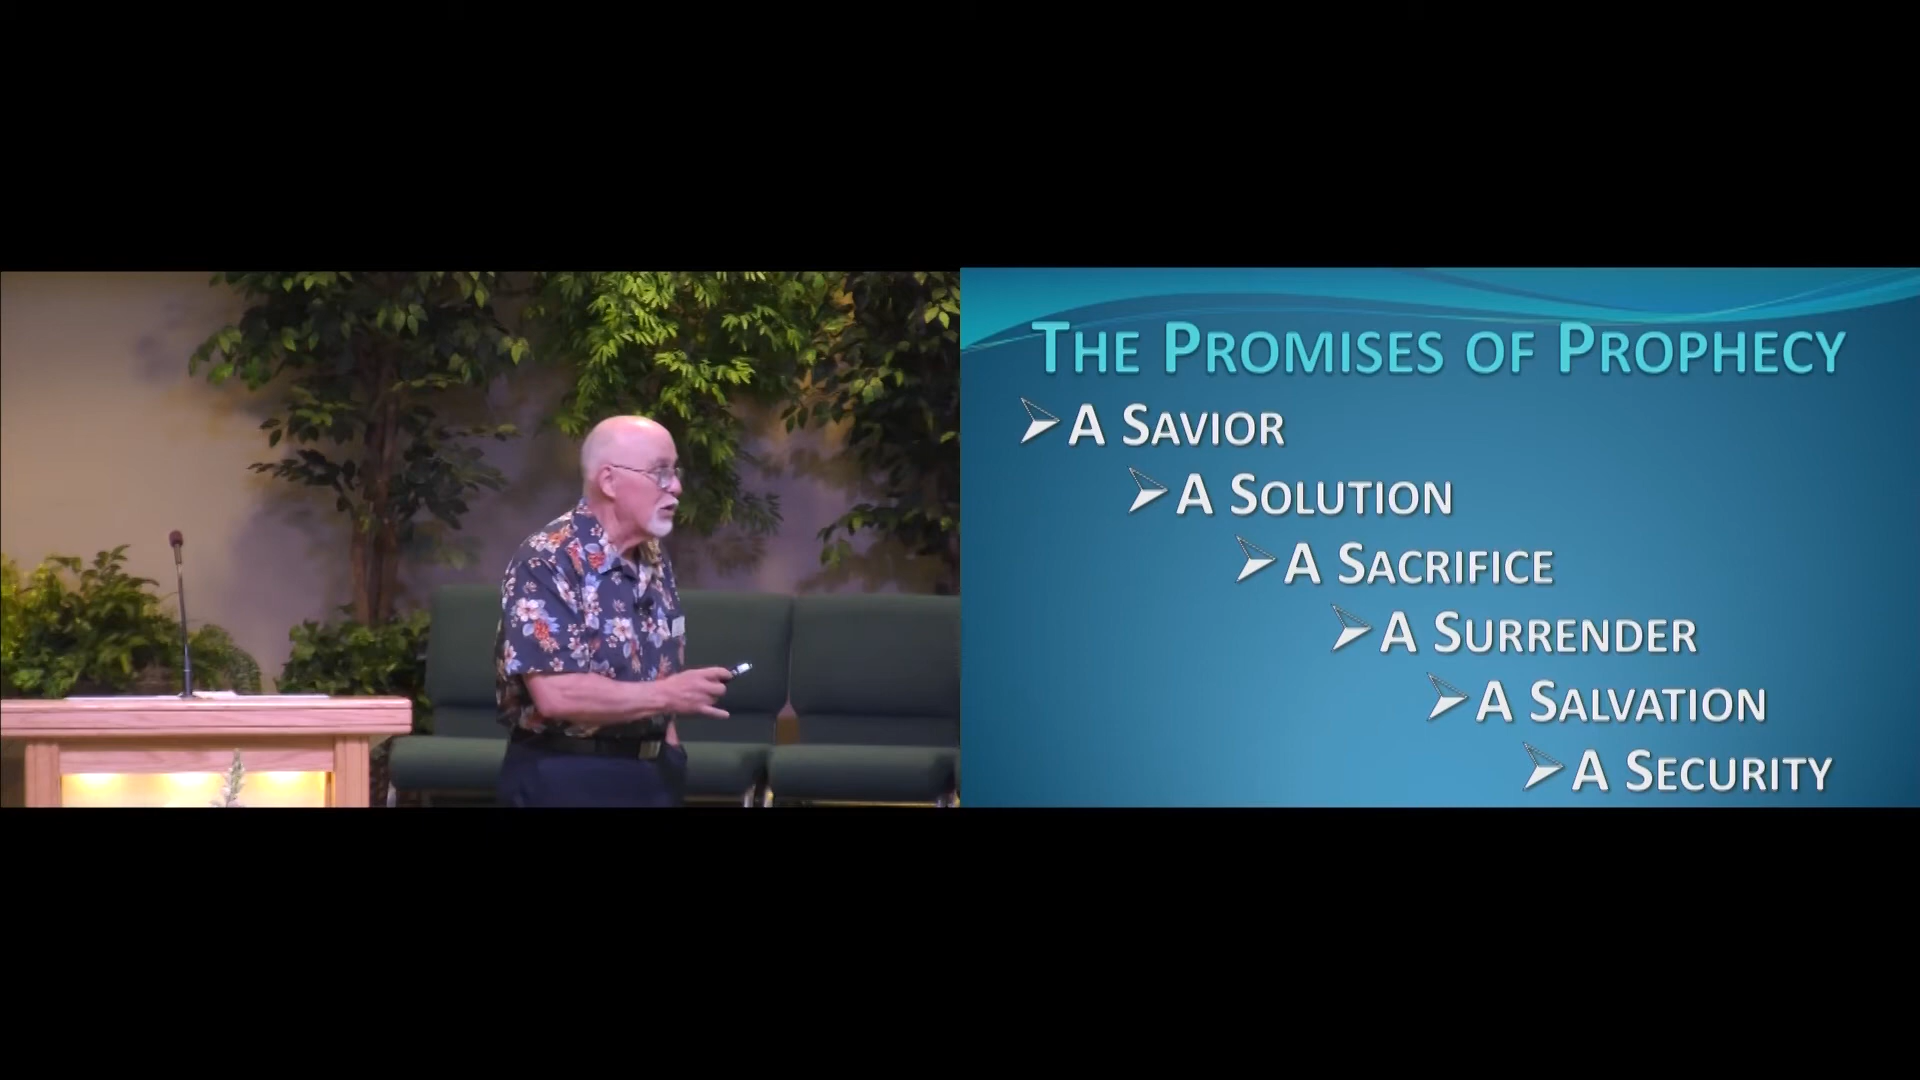 THE PROMISES OF PROPHECY
A SAVIOR
A SOLUTION
A SACRIFICE
A SURRENDER
A SALVATION
A SECURITY